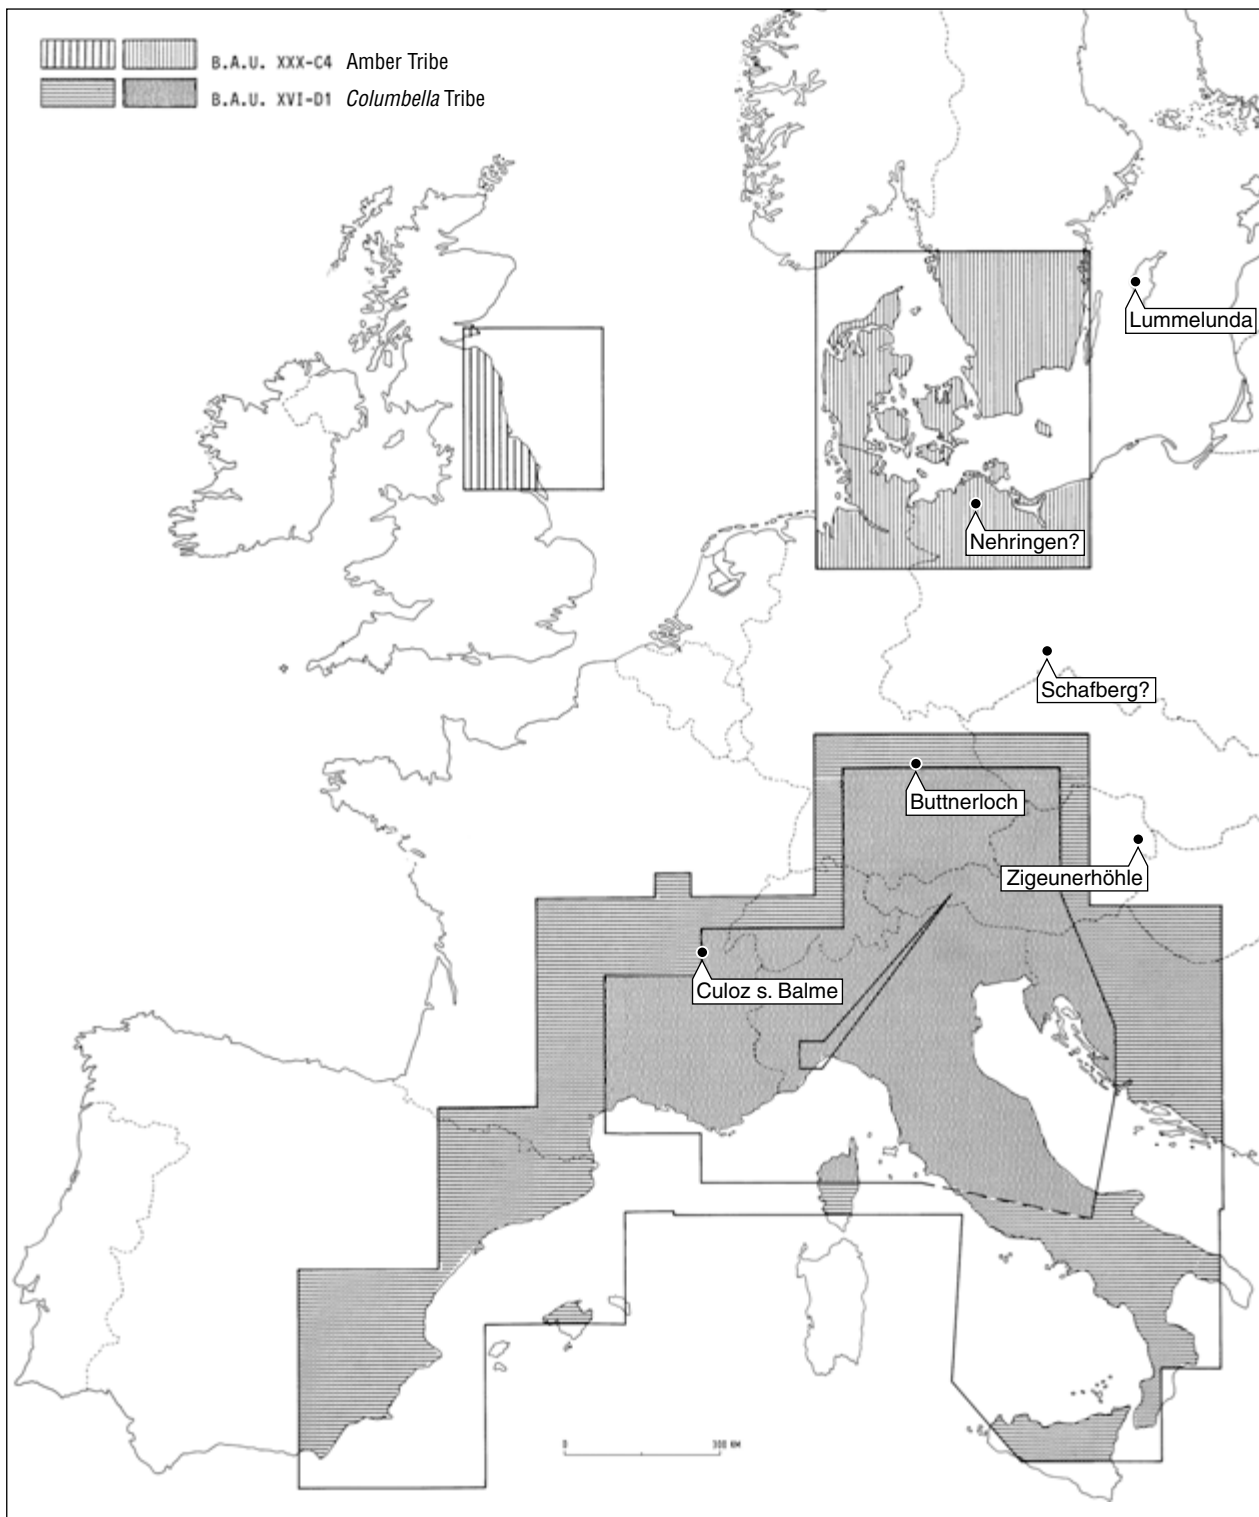 B.A.U. XXX-C4 Amber Tribe
B.A.U. XVI-D1 Columbella Tribe
Lummelunda
Nehringen?
Schafberg?
Buttnerloch
Zigeunerhöhle
Culoz s. Balme
0 300 KM